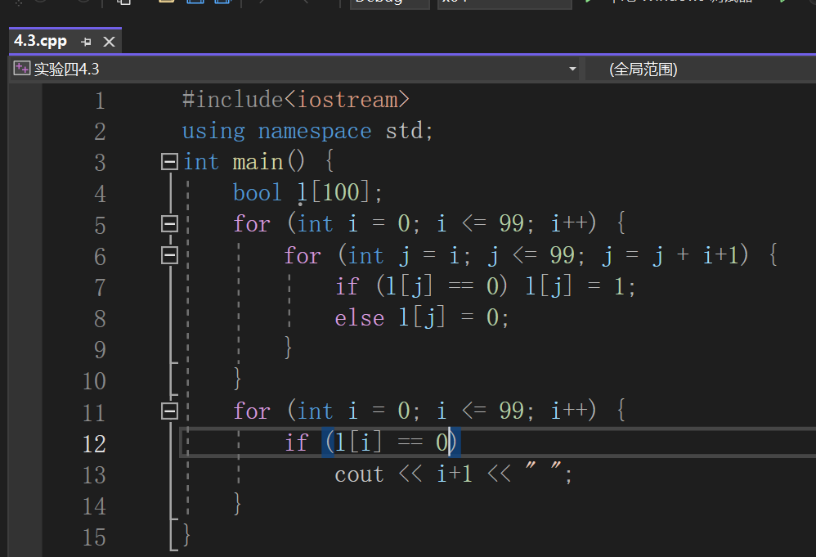 Debug x64
4.3.cpp
实验四4.3 (全局范围)
1 #include<iostream>
2 using namespace std;
3 int main() {
4 bool l[100];
5 for (int i = 0; i <= 99; i++) {
6 for (int j = i; j <= 99; j = j + i+1) {
7 if (l[j] == 0) l[j] = 1;
8 else l[j] = 0;
9 }
10 }
11 for (int i = 0; i <= 99; i++) {
12 if (l[i] == 0)
13 cout << i+1 << " ";
14 }
15 }